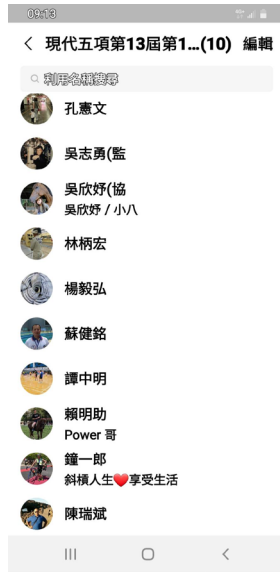 09:13
現代五項第13屆第1...(10) 編輯
利用名稱搜尋
孔憲文
吳志勇(監
吳欣妤(協
吳欣妤 / 小八
林柄宏
楊毅弘
蘇健銘
譚中明
賴明助
Power 哥
鐘一郎
斜槓人生❤️享受生活
陳瑞斌